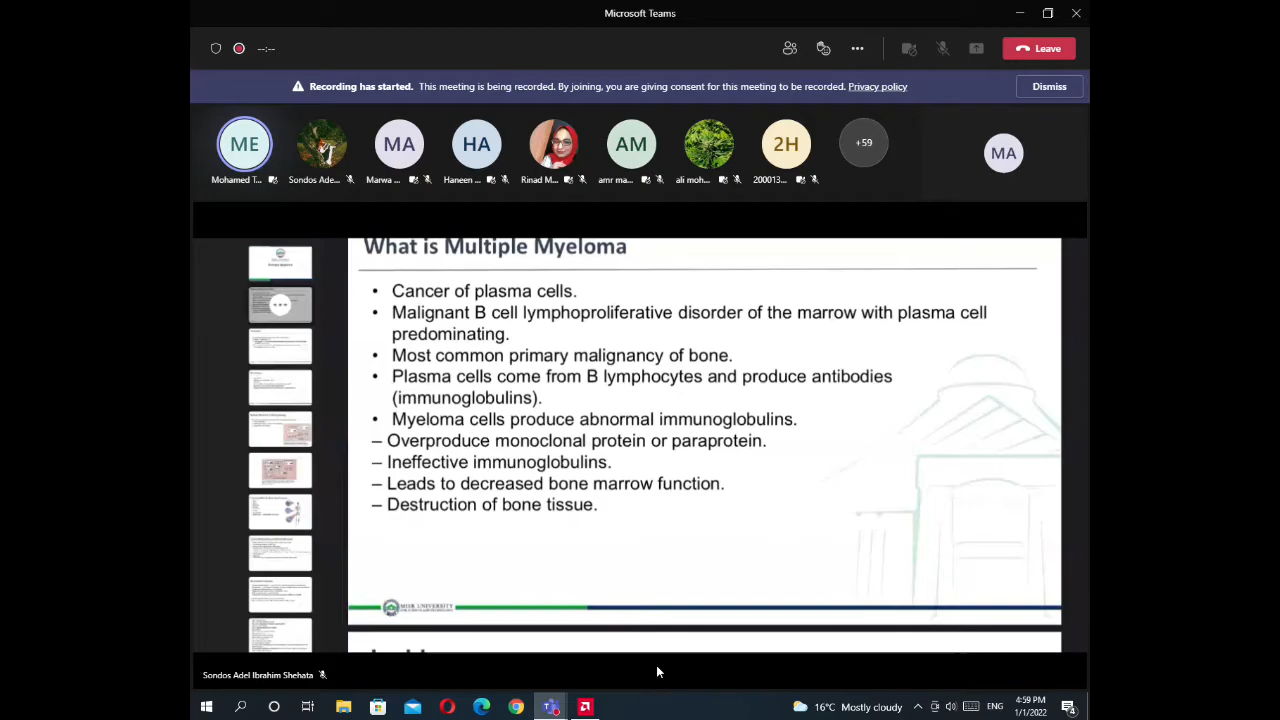 Microsoft Teams
--:--
Leave
Recording has started. This meeting is being recorded. By joining, you are giving consent for this meeting to be recorded. Privacy policy
Dismiss
ME
MA
HA
AM
2H
+59
MA
Mohamed T...
Sondos Ade...
Marwa ...
Haneen ...
Rinad M...
amr ma...
ali moh...
200013...
What is Multiple Myeloma
• Cancer of plasma cells.
• Malignant B cell lymphoproliferative disorder of the marrow with plasma cell
predominating.
• Most common primary malignancy of bone.
• Plasma cells come from B lymphocytes and produce antibodies
(immunoglobulins).
• Myeloma cells produce abnormal immunoglobulins.
– Overproduce monoclonal protein or paraprotein.
– Ineffective immunoglobulins.
– Leads to decreased bone marrow function.
– Destruction of bone tissue.
MISR UNIVERSITY
Sondos Adel Ibrahim Shehata
16°C Mostly cloudy
ENG
4:59 PM
1/1/2022
4